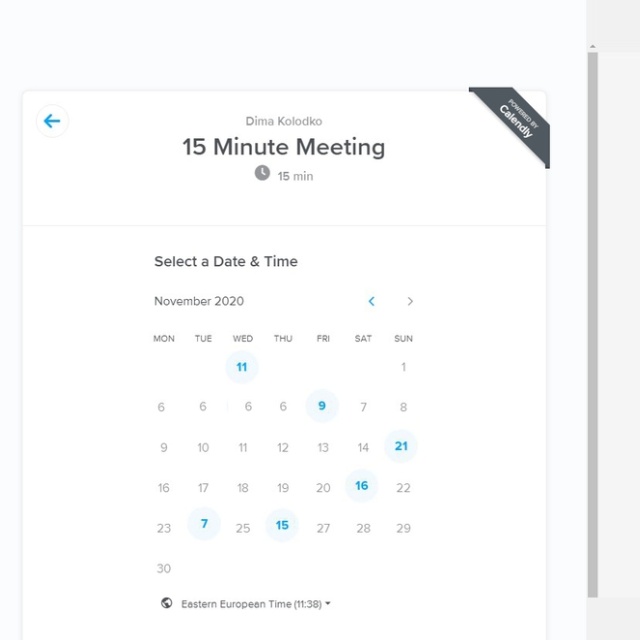 POWERED BY
Calendly
Dima Kolodko
15 Minute Meeting
15 min
Select a Date & Time
November 2020
MON TUE WED THU FRI SAT SUN
11 1
6 6 6 6 9 7 8
9 10 11 12 13 14 21
16 17 18 19 20 16 22
23 7 25 15 27 28 29
30
Eastern European Time (11:38)